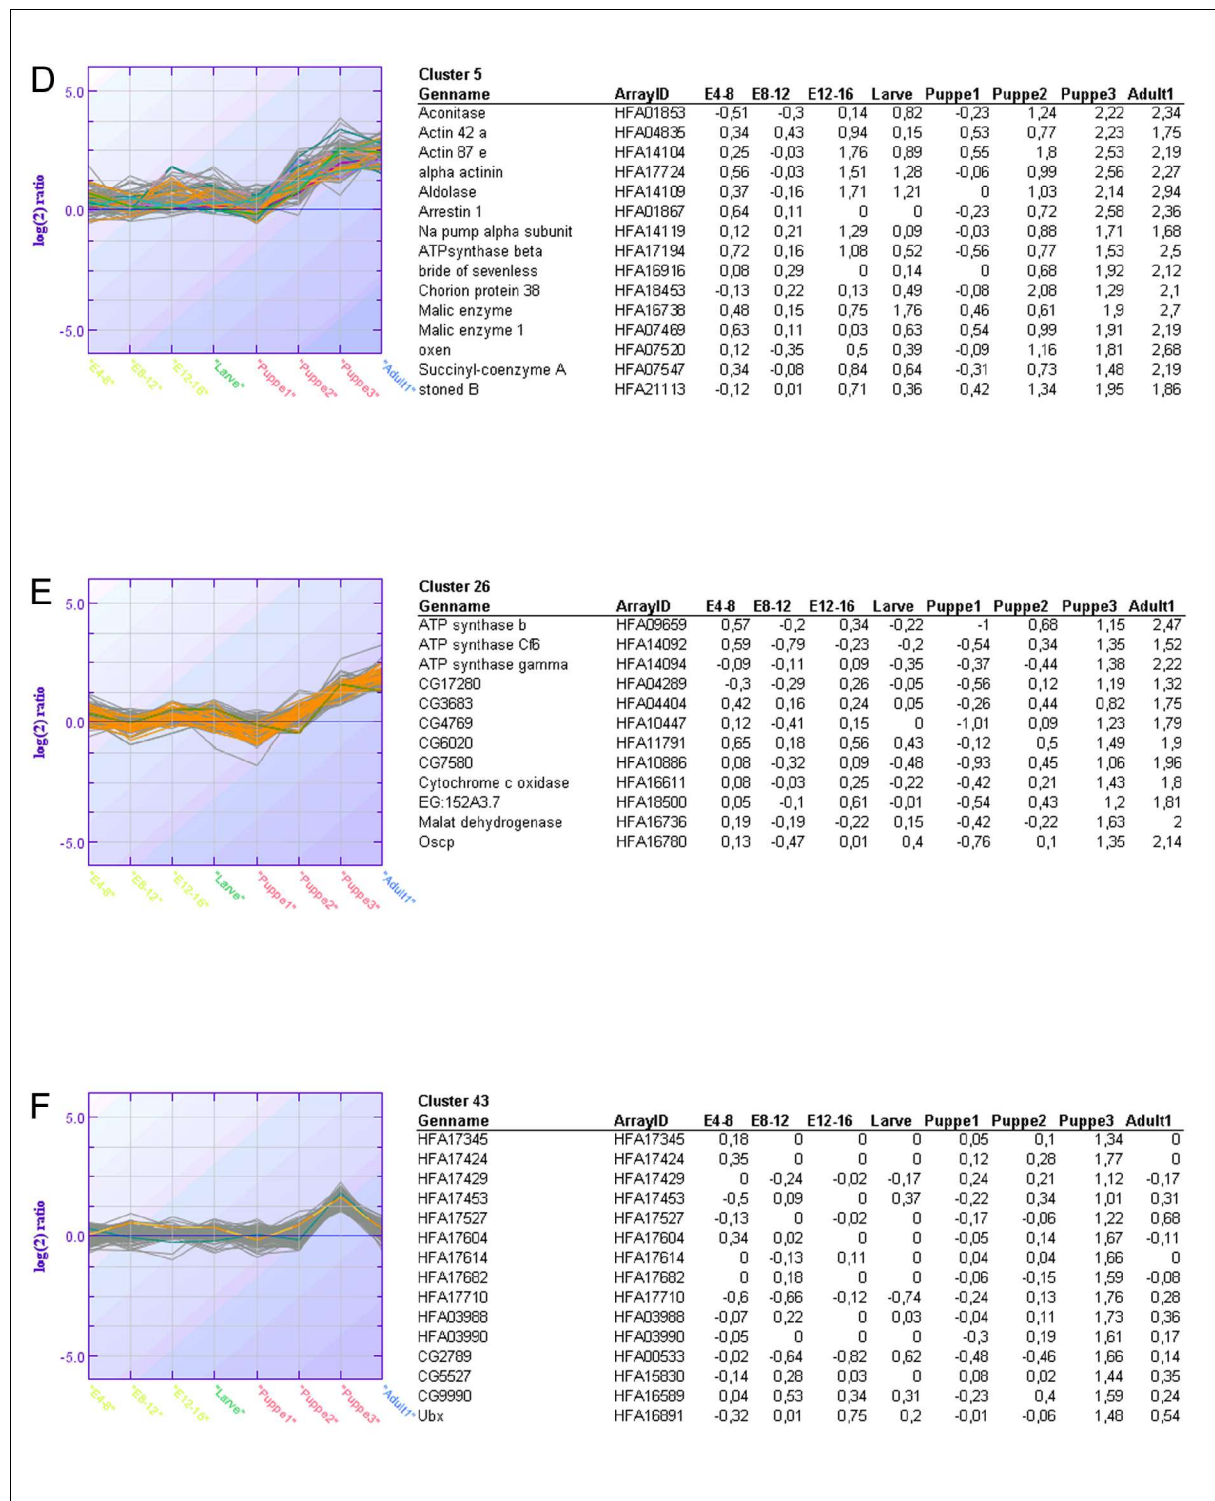 D
5.0
0.0
-5.0
log(2) ratio
"E4-8" "E8-12" "E12-16" "Larve" "Puppe1" "Puppe2" "Puppe3" "Adult1"
Cluster 5
Genname ArrayID E4-8 E8-12 E12-16 Larve Puppe1 Puppe2 Puppe3 Adult1
Aconitase HFA01853 -0,51 -0,3 0,14 0,82 -0,23 1,24 2,22 2,34
Actin 42 a HFA04835 0,34 0,43 0,94 0,15 0,53 0,77 2,23 1,75
Actin 87 e HFA14104 0,25 -0,03 1,76 0,89 0,55 1,8 2,53 2,19
alpha actinin HFA17724 0,56 -0,03 1,51 1,28 -0,06 0,99 2,56 2,27
Aldolase HFA14109 0,37 -0,16 1,71 1,21 0 1,03 2,14 2,94
Arrestin 1 HFA01867 0,64 0,11 0 0 -0,23 0,72 2,58 2,36
Na pump alpha subunit HFA14119 0,12 0,21 1,29 0,09 -0,03 0,88 1,71 1,68
ATPsynthase beta HFA17194 0,72 0,16 1,08 0,52 -0,56 0,77 1,53 2,5
bride of sevenless HFA16916 0,08 0,29 0 0,14 0 0,68 1,92 2,12
Chorion protein 38 HFA18453 -0,13 0,22 0,13 0,49 -0,08 2,08 1,29 2,1
Malic enzyme HFA16738 0,48 0,15 0,75 1,76 0,46 0,61 1,9 2,7
Malic enzyme 1 HFA07469 0,63 0,11 0,03 0,63 0,54 0,99 1,91 2,19
oxen HFA07520 0,12 -0,35 0,5 0,39 -0,09 1,16 1,81 2,68
Succinyl-coenzyme A HFA07547 0,34 -0,08 0,84 0,64 -0,31 0,73 1,48 2,19
stoned B HFA21113 -0,12 0,01 0,71 0,36 0,42 1,34 1,95 1,86
E
5.0
0.0
-5.0
log(2) ratio
"E4-8" "E8-12" "E12-16" "Larve" "Puppe1" "Puppe2" "Puppe3" "Adult1"
Cluster 26
Genname ArrayID E4-8 E8-12 E12-16 Larve Puppe1 Puppe2 Puppe3 Adult1
ATP synthase b HFA09659 0,57 -0,2 0,34 -0,22 -1 0,68 1,15 2,47
ATP synthase Cf6 HFA14092 0,59 -0,79 -0,23 -0,2 -0,54 0,34 1,35 1,52
ATP synthase gamma HFA14094 -0,09 -0,11 0,09 -0,35 -0,37 -0,44 1,38 2,22
CG17280 HFA04289 -0,3 -0,29 0,26 -0,05 -0,56 0,12 1,19 1,32
CG3683 HFA04404 0,42 0,16 0,24 0,05 -0,26 0,44 0,82 1,75
CG4769 HFA10447 0,12 -0,41 0,15 0 -1,01 0,09 1,23 1,79
CG6020 HFA11791 0,65 0,18 0,56 0,43 -0,12 0,5 1,49 1,9
CG7580 HFA10886 0,08 -0,32 0,09 -0,48 -0,93 0,45 1,06 1,96
Cytochrome c oxidase HFA16611 0,08 -0,03 0,25 -0,22 -0,42 0,21 1,43 1,8
EG:152A3.7 HFA18500 0,05 -0,1 0,61 -0,01 -0,54 0,43 1,2 1,81
Malat dehydrogenase HFA16736 0,19 -0,19 -0,22 0,15 -0,42 -0,22 1,63 2
Oscp HFA16780 0,13 -0,47 0,01 0,4 -0,76 0,1 1,35 2,14
F
5.0
0.0
-5.0
log(2) ratio
"E4-8" "E8-12" "E12-16" "Larve" "Puppe1" "Puppe2" "Puppe3" "Adult1"
Cluster 43
Genname ArrayID E4-8 E8-12 E12-16 Larve Puppe1 Puppe2 Puppe3 Adult1
HFA17345 HFA17345 0,18 0 0 0 0,05 0,1 1,34 0
HFA17424 HFA17424 0,35 0 0 0 0,12 0,28 1,77 0
HFA17429 HFA17429 0 -0,24 -0,02 -0,17 0,24 0,21 1,12 -0,17
HFA17453 HFA17453 -0,5 0,09 0 0,37 -0,22 0,34 1,01 0,31
HFA17527 HFA17527 -0,13 0 -0,02 0 -0,17 -0,06 1,22 0,68
HFA17604 HFA17604 0,34 0,02 0 0 -0,05 0,14 1,67 -0,11
HFA17614 HFA17614 0 -0,13 0,11 0 0,04 0,04 1,66 0
HFA17682 HFA17682 0 0,18 0 0 -0,06 -0,15 1,59 -0,08
HFA17710 HFA17710 -0,6 -0,66 -0,12 -0,74 -0,24 0,13 1,76 0,28
HFA03988 HFA03988 -0,07 0,22 0 0,03 -0,04 0,11 1,73 0,36
HFA03990 HFA03990 -0,05 0 0 0 -0,3 0,19 1,61 0,17
CG2789 HFA00533 -0,02 -0,64 -0,82 0,62 -0,48 -0,46 1,66 0,14
CG5527 HFA15830 -0,14 0,28 0,03 0 0,08 0,02 1,44 0,35
CG9990 HFA16589 0,04 0,53 0,34 0,31 -0,23 0,4 1,59 0,24
Ubx HFA16891 -0,32 0,01 0,75 0,2 -0,01 -0,06 1,48 0,54